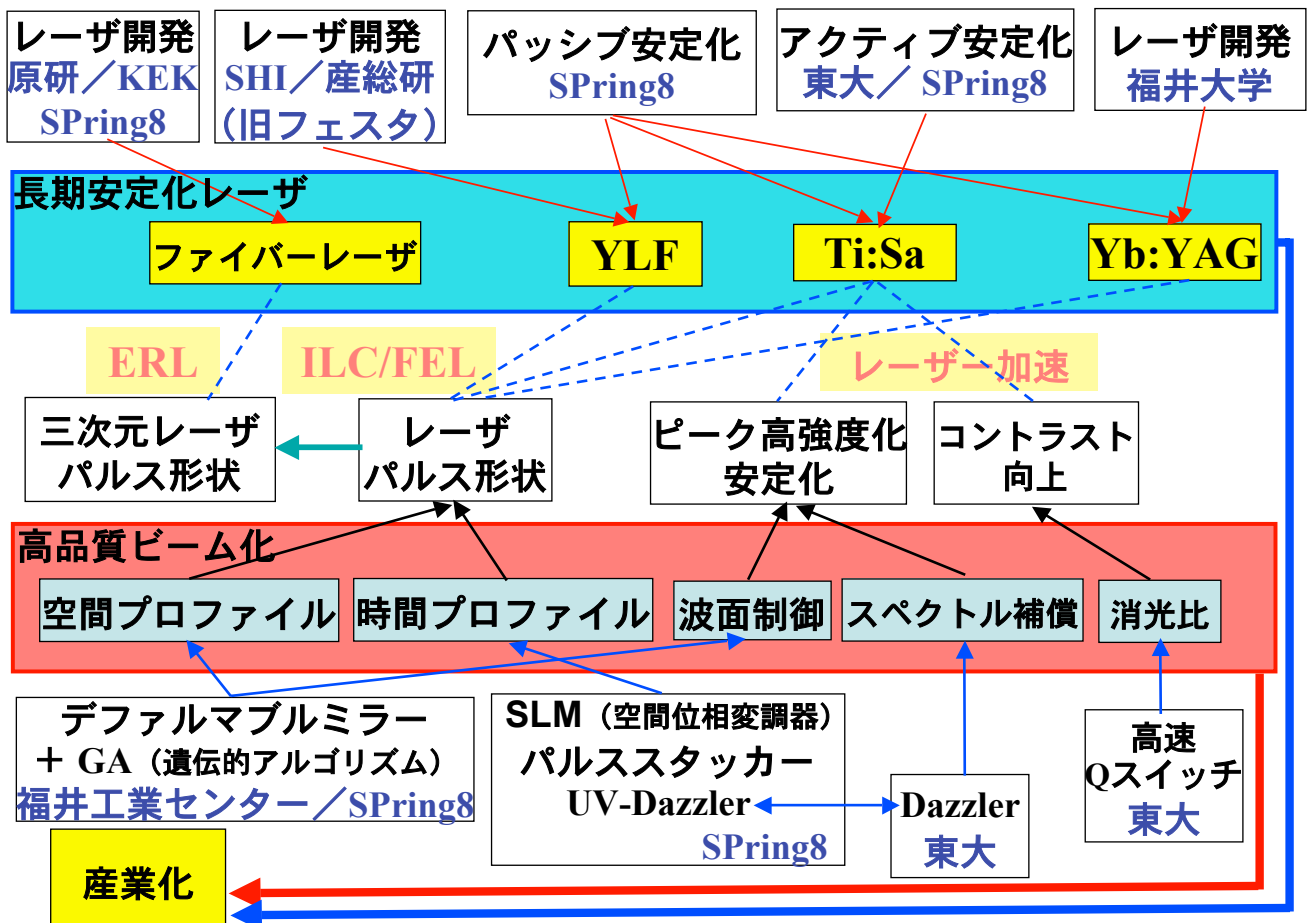 レーザ開発
原研／KEK
SPring8
レーザ開発
SHI／産総研
（旧フェスタ）
パッシブ安定化
SPring8
アクティブ安定化
東大／ SPring8
レーザ開発
福井大学
長期安定化レーザ
ファイバーレーザ
YLF
Ti:Sa
Yb:YAG
ERL
ILC/FEL
レーザー加速
三次元レーザ
パルス形状
レーザ
パルス形状
ピーク高強度化
安定化
コントラスト
向上
高品質ビーム化
空間プロファイル
時間プロファイル
波面制御
スペクトル補償
消光比
デファルマブルミラー
＋ GA（遺伝的アルゴリズム）
福井工業センター／SPring8
SLM（空間位相変調器）
パルススタッカー
UV-Dazzler
SPring8
Dazzler
東大
高速
Qスイッチ
東大
産業化